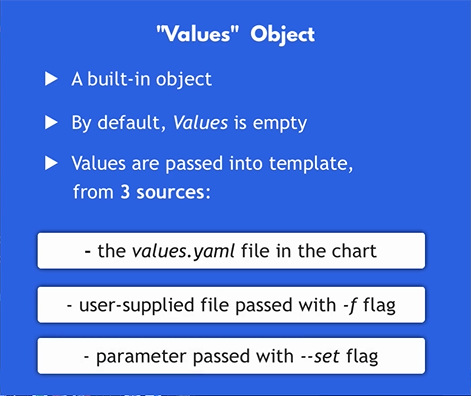 "Values" Object
▶ A built-in object
▶ By default, Values is empty
▶ Values are passed into template,
from 3 sources:
- the values.yaml file in the chart
- user-supplied file passed with -f flag
- parameter passed with --set flag